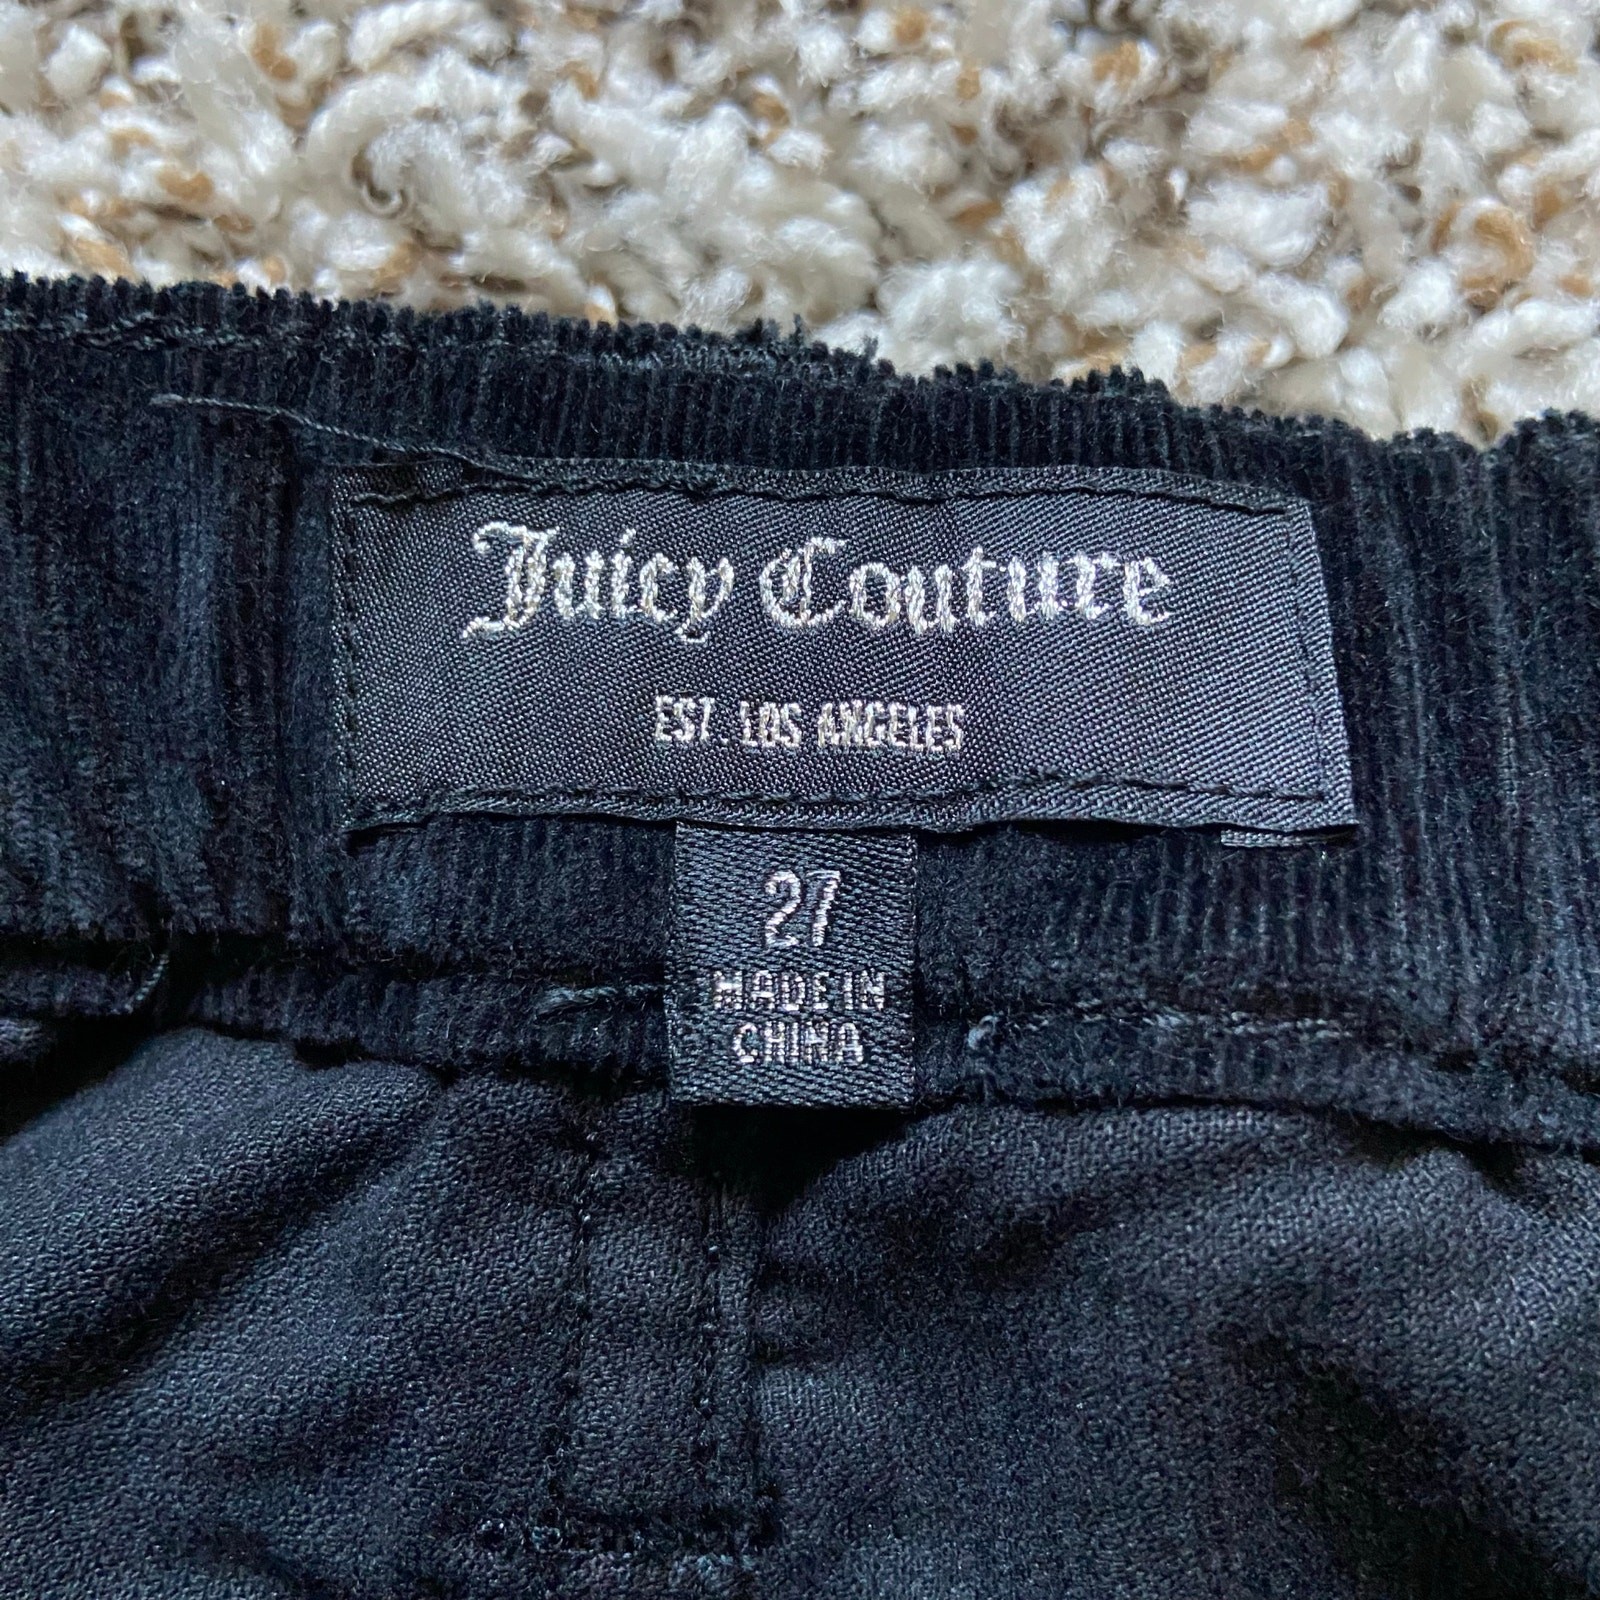 Juicy Couture
EST. LOS ANGELES
27
MADE IN
CHINA